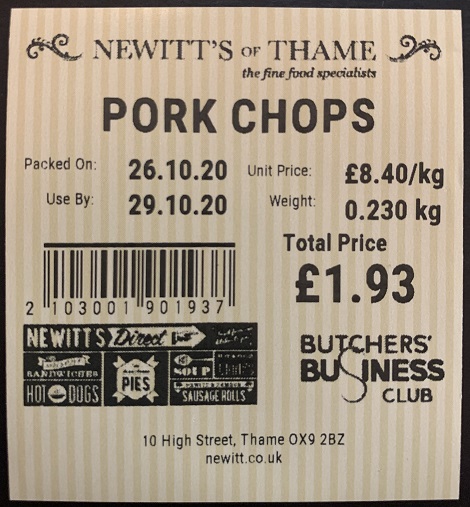 NEWITT'S OF THAME
the fine food specialists
PORK CHOPS
Packed On: 26.10.20
Use By: 29.10.20
Unit Price: £8.40/kg
Weight: 0.230 kg
Total Price
£1.93
2 103001 901937
NEWITT'S Direct
SANDWICHES
HOT DOGS
PIES
SOUP
SAUSAGE ROLLS
BUTCHERS'
BUSINESS
CLUB
10 High Street, Thame OX9 2BZ
newitt.co.uk